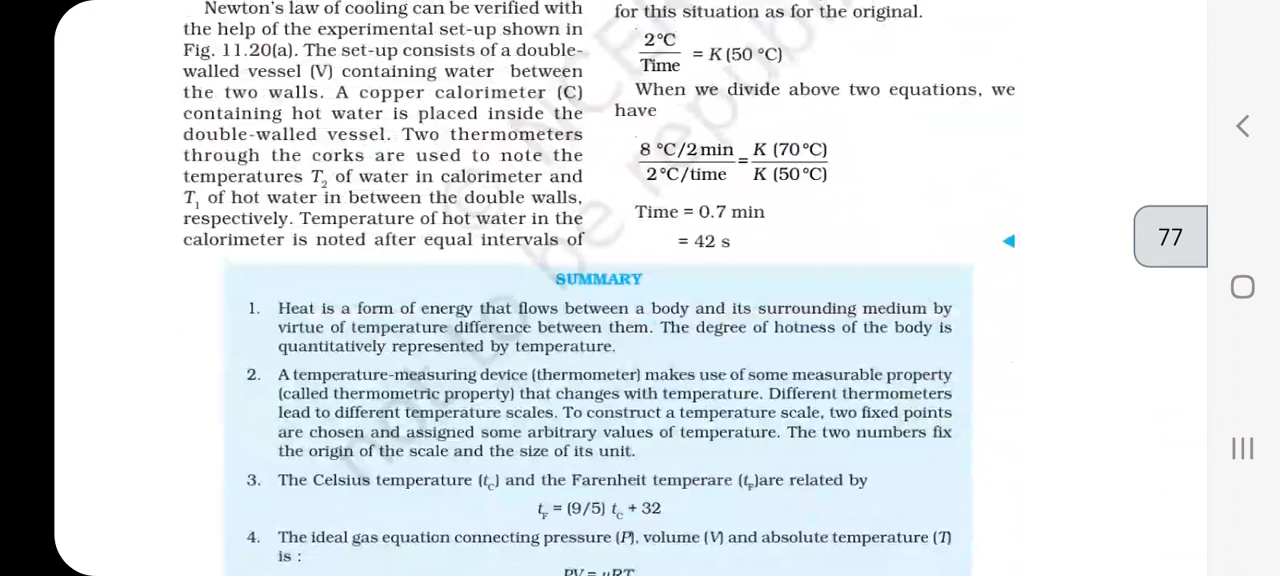 Newton's law of cooling can be verified with
the help of the experimental set-up shown in
Fig. 11.20(a). The set-up consists of a double-
walled vessel (V) containing water between
the two walls. A copper calorimeter (C)
containing hot water is placed inside the
double-walled vessel. Two thermometers
through the corks are used to note the
temperatures T₂ of water in calorimeter and
T₁ of hot water in between the double walls,
respectively. Temperature of hot water in the
calorimeter is noted after equal intervals of
for this situation as for the original.
2°C
Time
= K (50 °C)
When we divide above two equations, we
have
8 °C/2 min
2 °C/time
=
K (70°C)
K (50°C)
Time = 0.7 min
= 42 s
SUMMARY
1. Heat is a form of energy that flows between a body and its surrounding medium by
virtue of temperature difference between them. The degree of hotness of the body is
quantitatively represented by temperature.
2. A temperature-measuring device (thermometer) makes use of some measurable property
(called thermometric property) that changes with temperature. Different thermometers
lead to different temperature scales. To construct a temperature scale, two fixed points
are chosen and assigned some arbitrary values of temperature. The two numbers fix
the origin of the scale and the size of its unit.
3. The Celsius temperature (t_C) and the Farenheit temperare (t_F)are related by
t_F = (9/5) t_C + 32
4. The ideal gas equation connecting pressure (P), volume (V) and absolute temperature (T)
is :
PV = μRT
77
© NCE
not to be republi